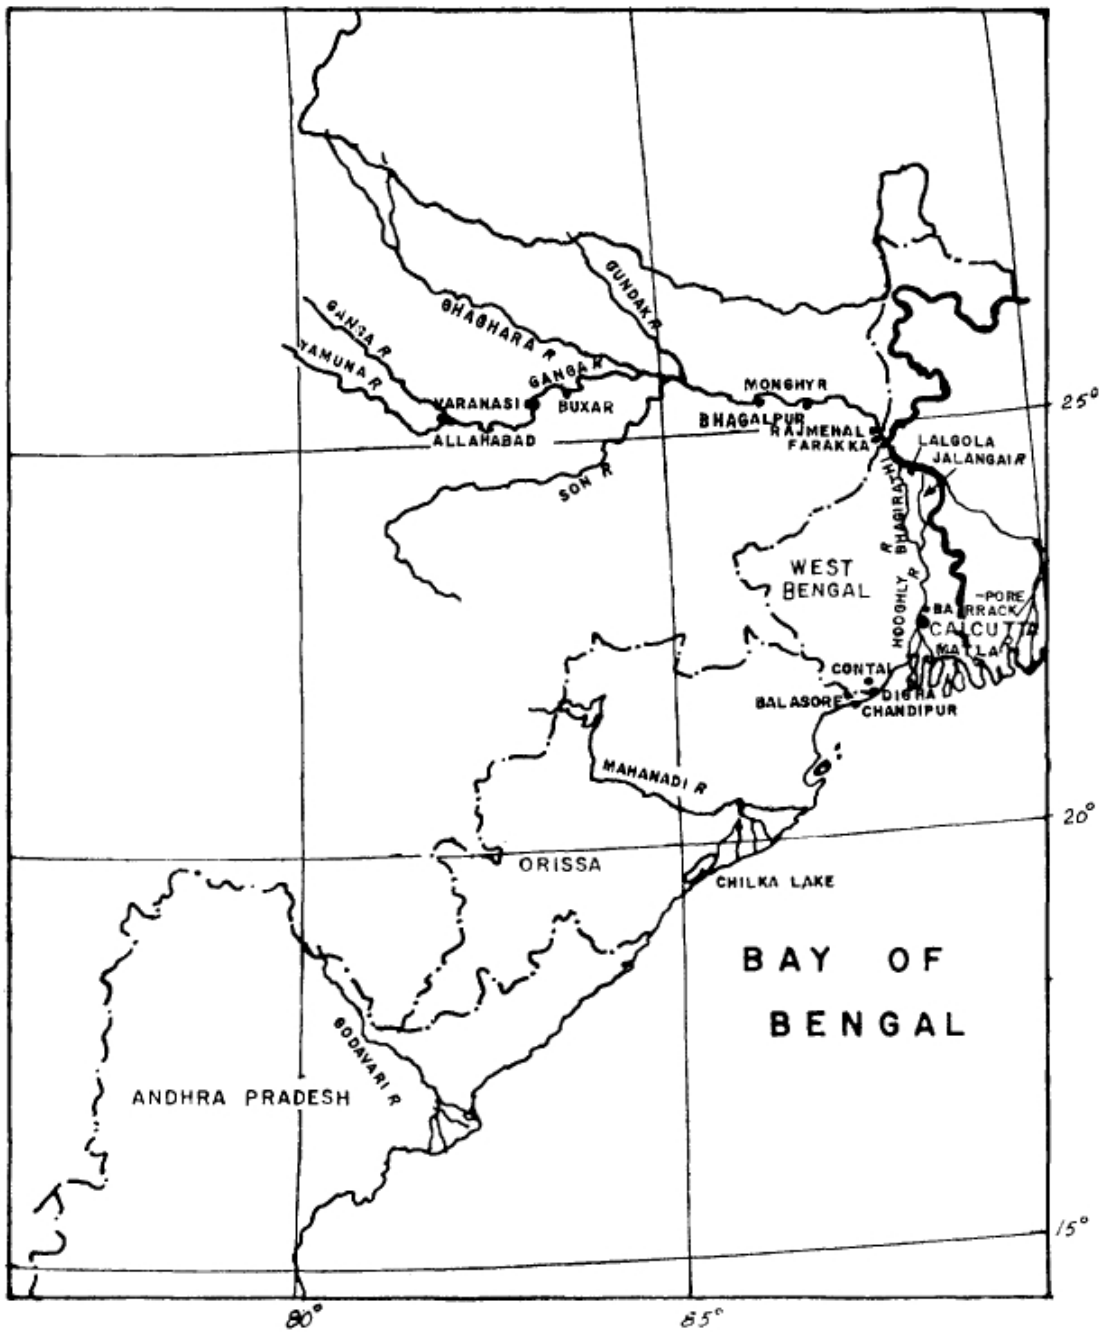 GUNDAK R
GANGA R
GHAGHARA R
YAMUNA R
GANGA R
MONGHYR
25°
VARANASI
BUXAR
BHAGALPUR
RAJMEHAL
ALLAHABAD
FARAKKA
LALGOLA
JALANGAI R
SON R
BHAGIRATHI
R
WEST
BENGAL
HOOGHLY R
-PORE
BARRACK
CALCUTTA
MATLA R
CONTAI
BALASORE
DIGHA
CHANDIPUR
MAHANADI R
20°
ORISSA
CHILKA LAKE
BAY OF
BENGAL
GODAVARI R
ANDHRA PRADESH
15°
80°
85°